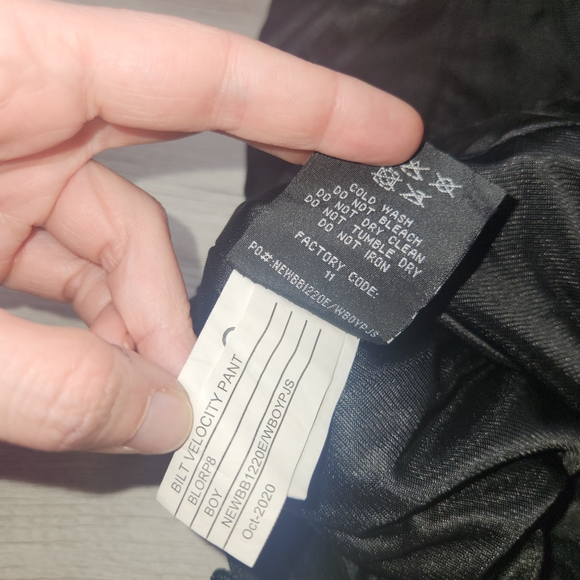 COLD WASH
DO NOT BLEACH
DO NOT DRY CLEAN
DO NOT TUMBLE DRY
DO NOT IRON
FACTORY CODE:
11
PO#:NEWBB1220E/WBOYPJS
BILT VELOCITY PANT
BLORP8
BOY
NEWBB1220E/WBOYPJS
Oct-2020